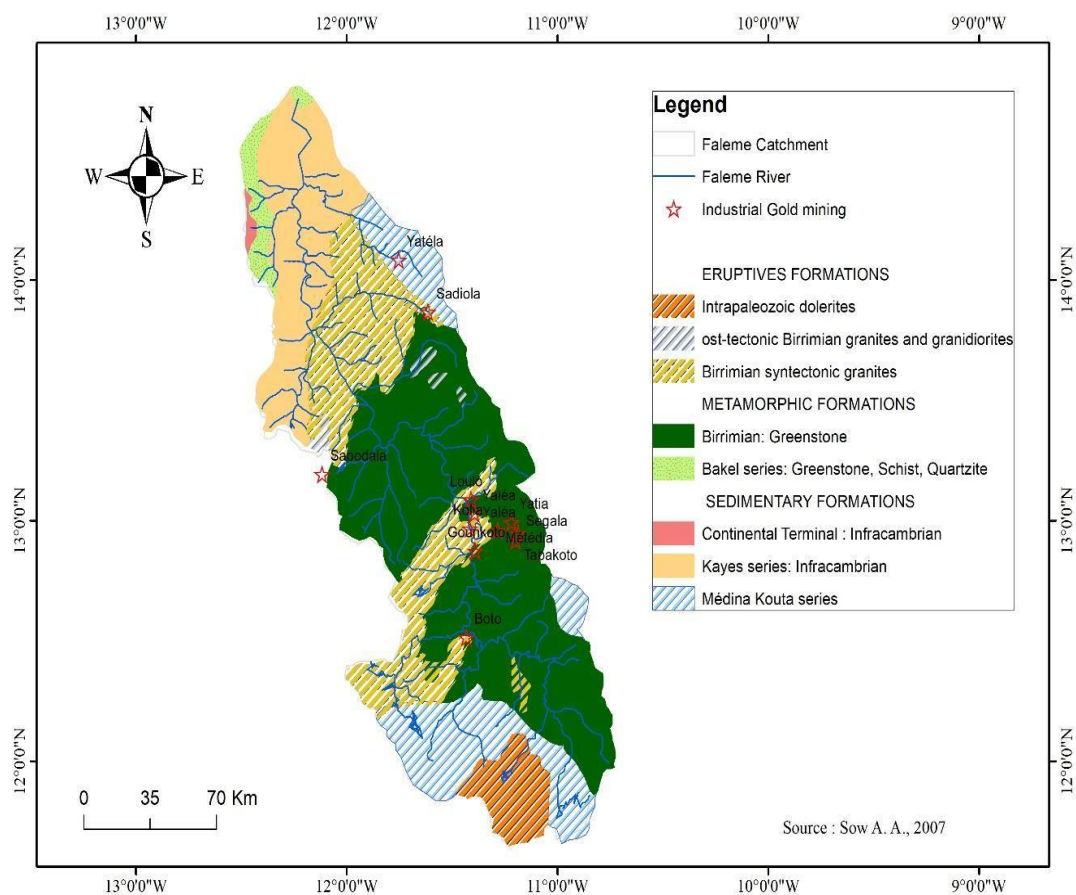 13°0'0"W 12°0'0"W 11°0'0"W 10°0'0"W 9°0'0"W
N
W E
S
14°0'0"N
13°0'0"N
12°0'0"N
Legend
Faleme Catchment
Faleme River
Industrial Gold mining
ERUPTIVES FORMATIONS
Intrapaleozoic dolerites
ost-tectonic Birrimian granites and granidiorites
Birrimian syntectonic granites
METAMORPHIC FORMATIONS
Birrimian: Greenstone
Bakel series: Greenstone, Schist, Quartzite
SEDIMENTARY FORMATIONS
Continental Terminal : Infracambrian
Kayes series: Infracambrian
Médina Kouta series
Yatéla
Sadiola
Sabodala
Loulo
Yaléa
Yatia
Yaléa
Ségala
Gounkoto
Médédia
Tabakoto
Boto
14°0'0"N
13°0'0"N
12°0'0"N
0 35 70 Km
Source : Sow A. A., 2007
13°0'0"W 12°0'0"W 11°0'0"W 10°0'0"W 9°0'0"W